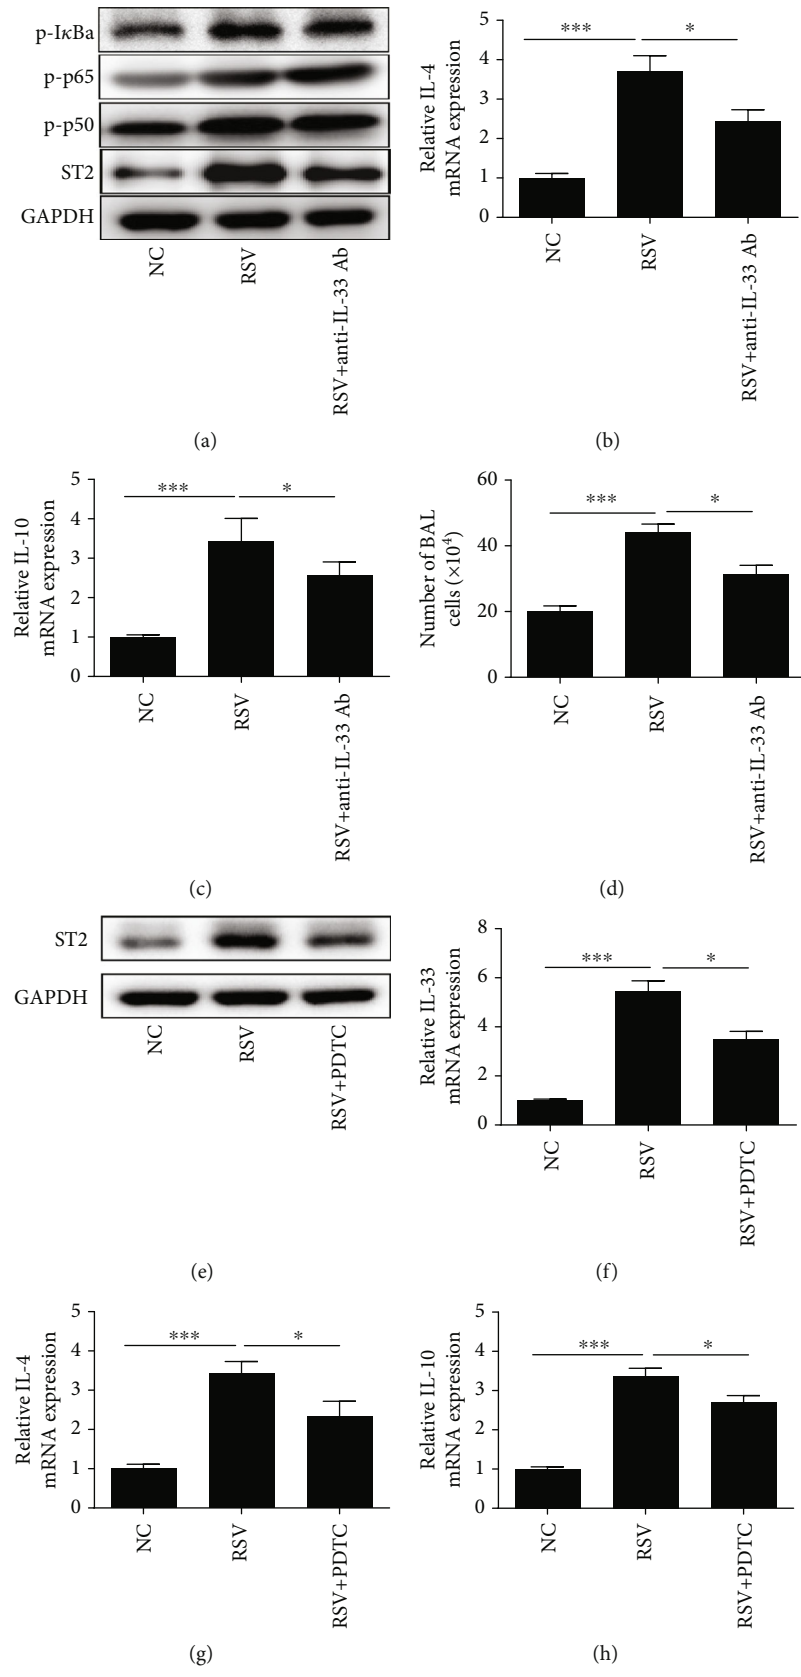 p-IκBa
p-p65
p-p50
ST2
GAPDH
NC
RSV
RSV+anti-IL-33 Ab
(a)
Relative IL-4
mRNA expression
5
4
3
2
1
0
***
*
NC
RSV
RSV+anti-IL-33 Ab
(b)
Relative IL-10
mRNA expression
5
4
3
2
1
0
***
*
NC
RSV
RSV+anti-IL-33 Ab
(c)
Number of BAL
cells (×10⁴)
60
40
20
0
***
*
NC
RSV
RSV+anti-IL-33 Ab
(d)
ST2
GAPDH
NC
RSV
RSV+PDTC
(e)
Relative IL-33
mRNA expression
8
6
4
2
0
***
*
NC
RSV
RSV+PDTC
(f)
Relative IL-4
mRNA expression
5
4
3
2
1
0
***
*
NC
RSV
RSV+PDTC
(g)
Relative IL-10
mRNA expression
5
4
3
2
1
0
***
*
NC
RSV
RSV+PDTC
(h)